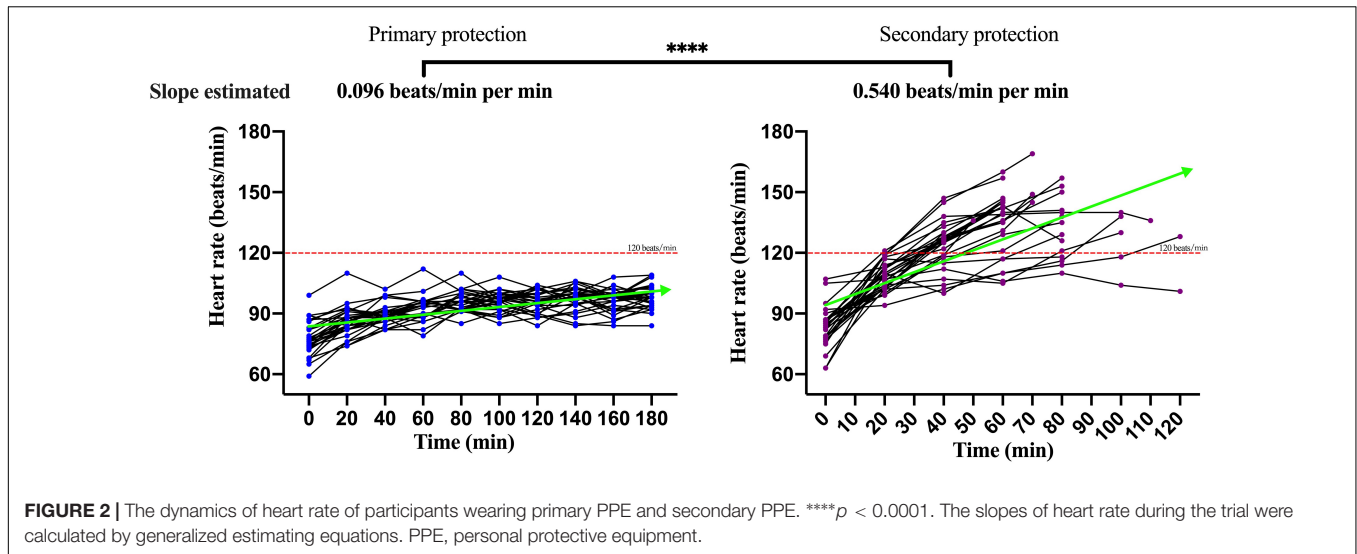 Primary protection
Secondary protection
****
Slope estimated
0.096 beats/min per min
0.540 beats/min per min
Heart rate (beats/min)
180
150
120
90
60
120 beats/min
0 20 40 60 80 100 120 140 160 180
Time (min)
Heart rate (beats/min)
180
150
120
90
60
120 beats/min
0 10 20 30 40 50 60 70 80 90 100 110 120
Time (min)
FIGURE 2 | The dynamics of heart rate of participants wearing primary PPE and secondary PPE. ****p < 0.0001. The slopes of heart rate during the trial were
calculated by generalized estimating equations. PPE, personal protective equipment.